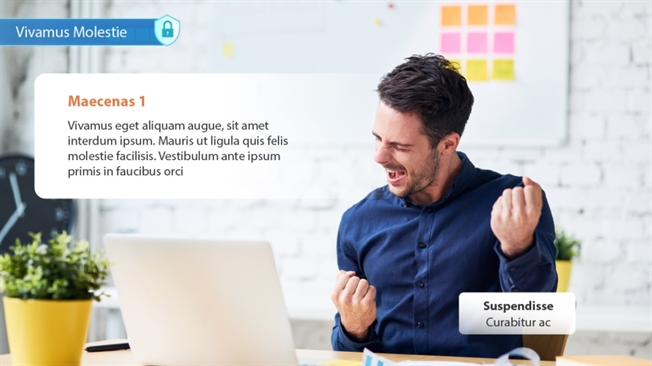 Vivamus Molestie
Maecenas 1
Vivamus eget aliquam augue, sit amet
interdum ipsum. Mauris ut ligula quis felis
molestie facilisis. Vestibulum ante ipsum
primis in faucibus orci
Suspendisse
Curabitur ac